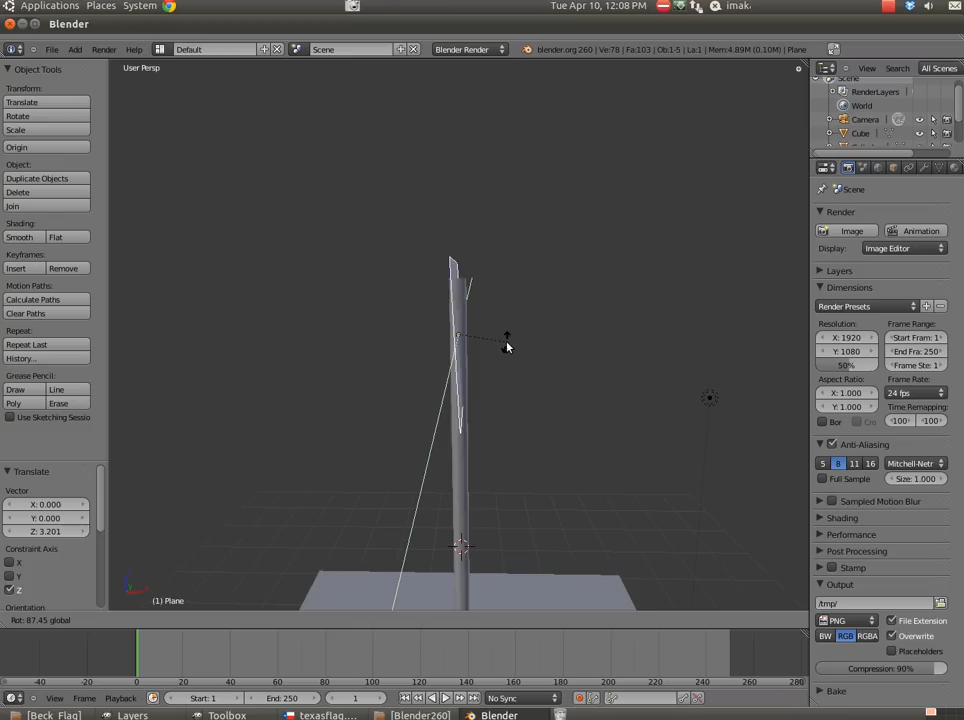 Applications Places System Tue Apr 10, 12:08 PM imak
Blender
File Add Render Help Default Scene Blender Render blender.org 260 | Ve:78 | Fa:103 | Ob:1-5 | La:1 | Mem:4.89M (0.10M) | Plane View Search All Scenes
Object Tools
Transform:
Translate
Rotate
Scale
Origin
Object:
Duplicate Objects
Delete
Join
Shading:
Smooth Flat
Keyframes:
Insert Remove
Motion Paths:
Calculate Paths
Clear Paths
Repeat:
Repeat Last
History...
Grease Pencil:
Draw Line
Poly Erase
Use Sketching Sessio
Translate
Vector
X: 0.000
Y: 0.000
Z: 3.201
Constraint Axis
X
Y
Z
Orientation
User Persp
(1) Plane
Rot: 87.45 global
Scene
RenderLayers
World
Camera
Cube
Scene
Render
Image Animation
Display: Image Editor
Layers
Dimensions
Render Presets
Resolution: Frame Range:
X: 1920 Start Fram: 1
Y: 1080 End Fra: 250
50% Frame Ste: 1
Aspect Ratio: Frame Rate:
X: 1.000 24 fps
Y: 1.000 Time Remapping:
Bor Cro 100 100
Anti-Aliasing
5 8 11 16 Mitchell-Netr
Full Sample Size: 1.000
Sampled Motion Blur
Shading
Performance
Post Processing
Stamp
Output
/tmp/
PNG File Extension
BW RGB RGBA Overwrite
Placeholders
Compression: 90%
Bake
-40 -20 0 20 40 60 80 100 120 140 160 180 200 220 240 260 280
View Frame Playback Start: 1 End: 250 1 No Sync
[Beck_Flag] Layers Toolbox texasflag.... [Blender260] Blender